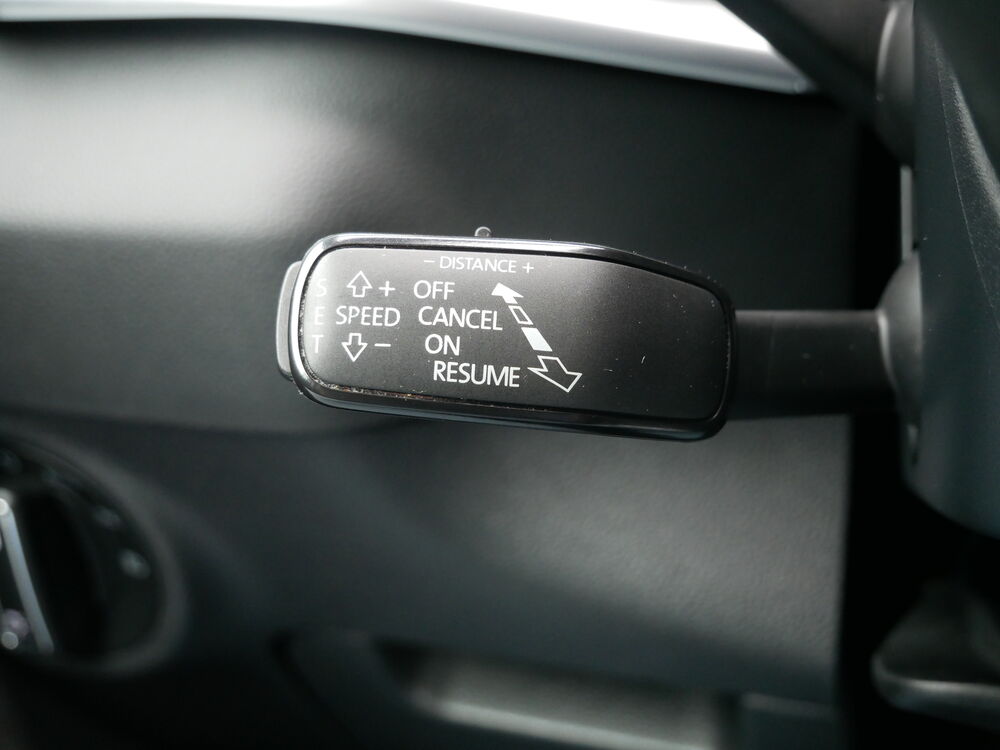 − DISTANCE +
S + OFF
E SPEED CANCEL
T − ON
RESUME